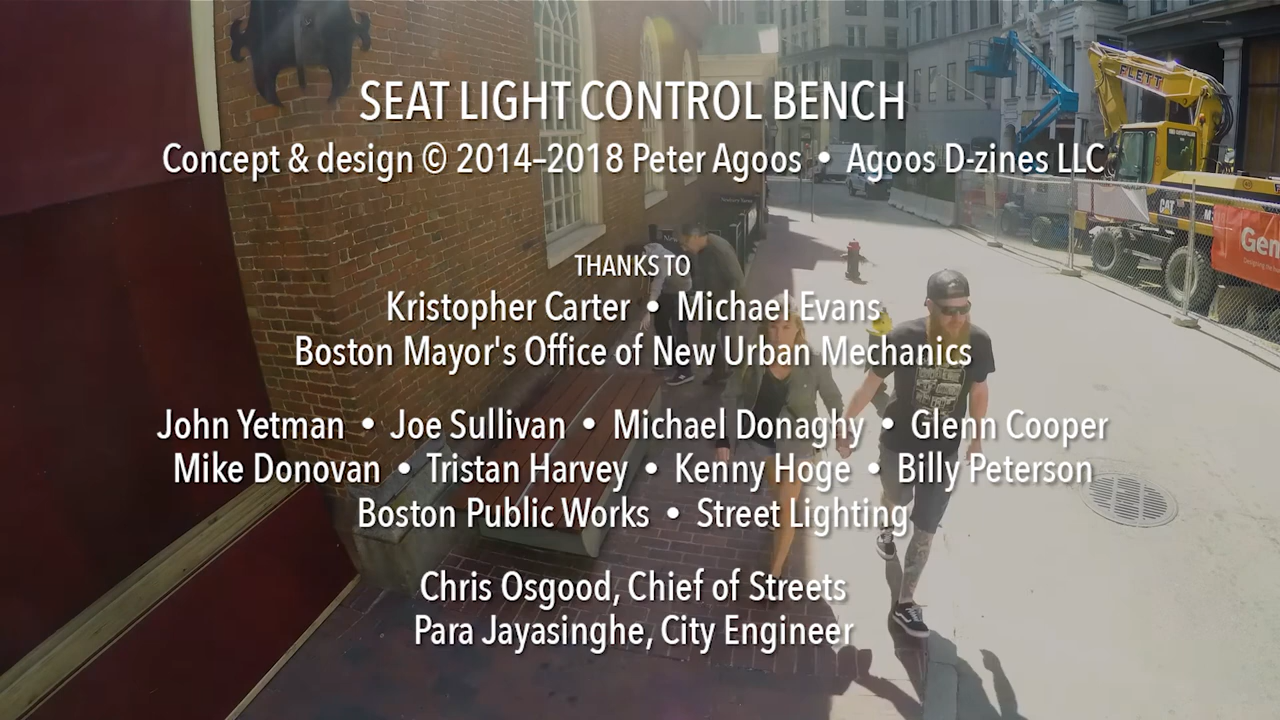 SEAT LIGHT CONTROL BENCH
Concept & design © 2014–2018 Peter Agoos • Agoos D-zines LLC
THANKS TO
Kristopher Carter • Michael Evans
Boston Mayor's Office of New Urban Mechanics
John Yetman • Joe Sullivan • Michael Donaghy • Glenn Cooper
Mike Donovan • Tristan Harvey • Kenny Hoge • Billy Peterson
Boston Public Works • Street Lighting
Chris Osgood, Chief of Streets
Para Jayasinghe, City Engineer
FLETT
CAT